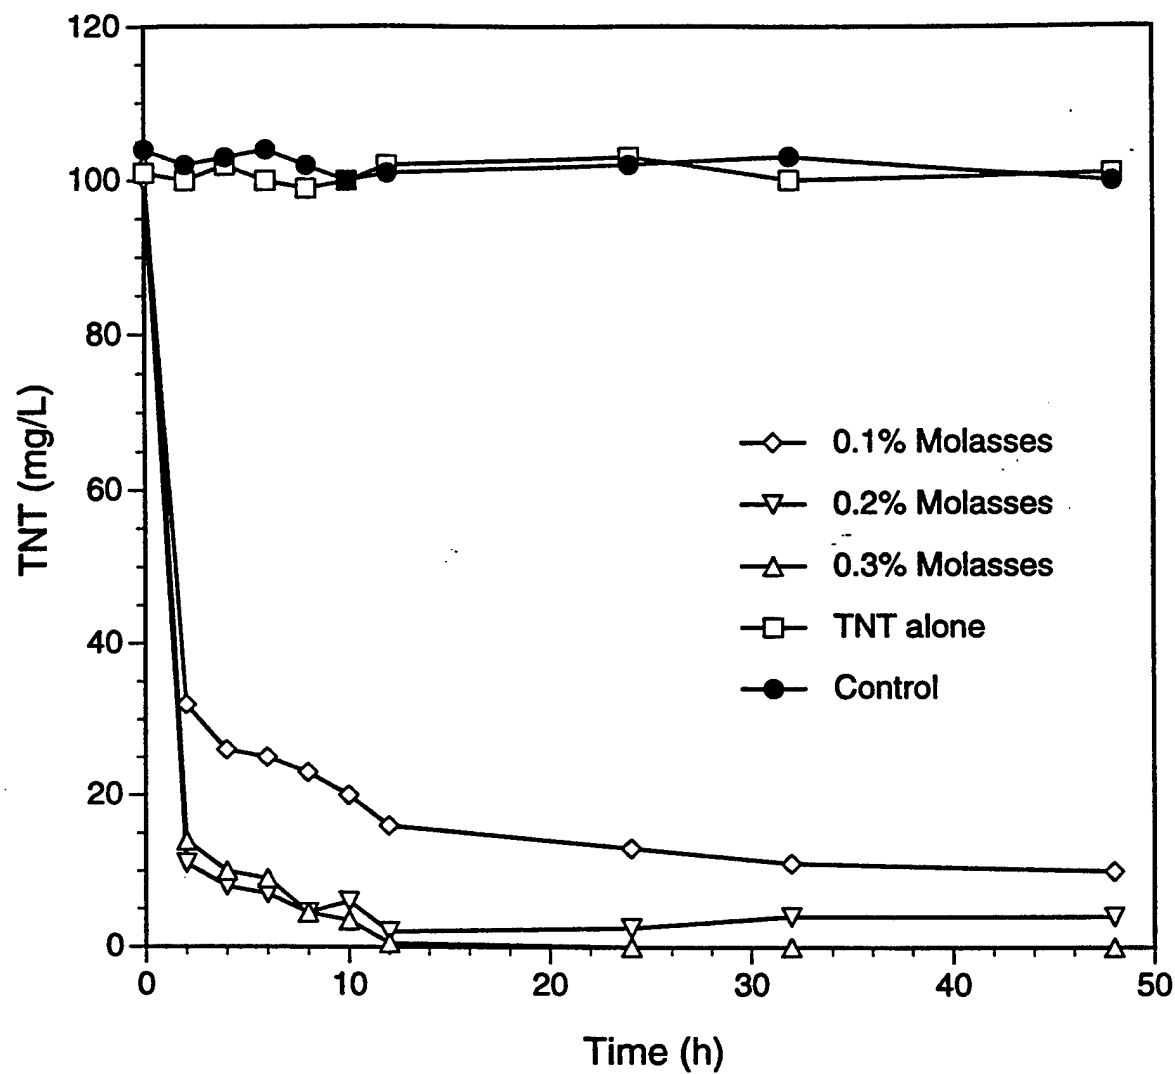 120
100
80
60
40
20
0
TNT (mg/L)
0.1% Molasses
0.2% Molasses
0.3% Molasses
TNT alone
Control
0 10 20 30 40 50
Time (h)